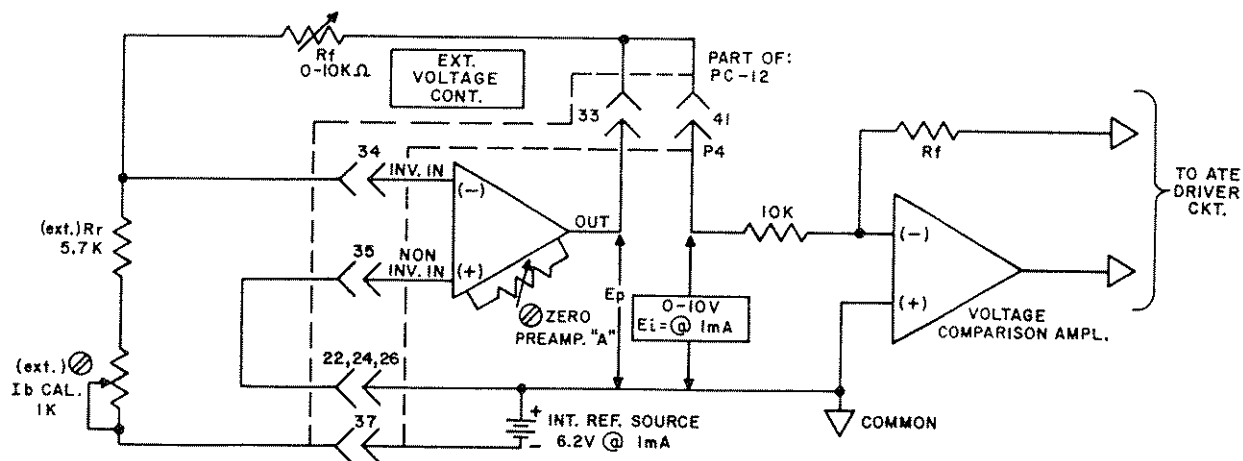 Rf
0-10KΩ
EXT.
VOLTAGE
CONT.
PART OF:
PC-12
33
41
P4
34
INV. IN
(−)
OUT
35
NON
INV. IN
(+)
ZERO
PREAMP. "A"
Ep
0-10V
Ei= @ 1mA
10K
Rf
(−)
(+)
VOLTAGE
COMPARISON AMPL.
TO ATE
DRIVER
CKT.
(ext.) Rr
5.7K
(ext.)
Ib CAL.
1K
22,24,26
37
+
−
INT. REF. SOURCE
6.2V @ 1mA
COMMON